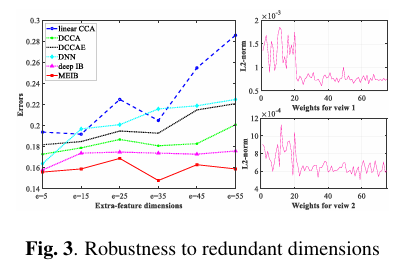 linear CCA
DCCA
DCCAE
DNN
deep IB
MEIB
0.3
0.28
0.26
0.24
0.22
0.2
0.18
0.16
0.14
Errors
e=5 e=15 e=25 e=35 e=45 e=55
Extra-feature dimensions
2 ×10⁻³
1.5
1
0.5
L2-norm
0 20 40 60
Weights for veiw 1
12 ×10⁻⁴
10
8
6
4
L2-norm
0 20 40 60
Weights for veiw 2
Fig. 3. Robustness to redundant dimensions